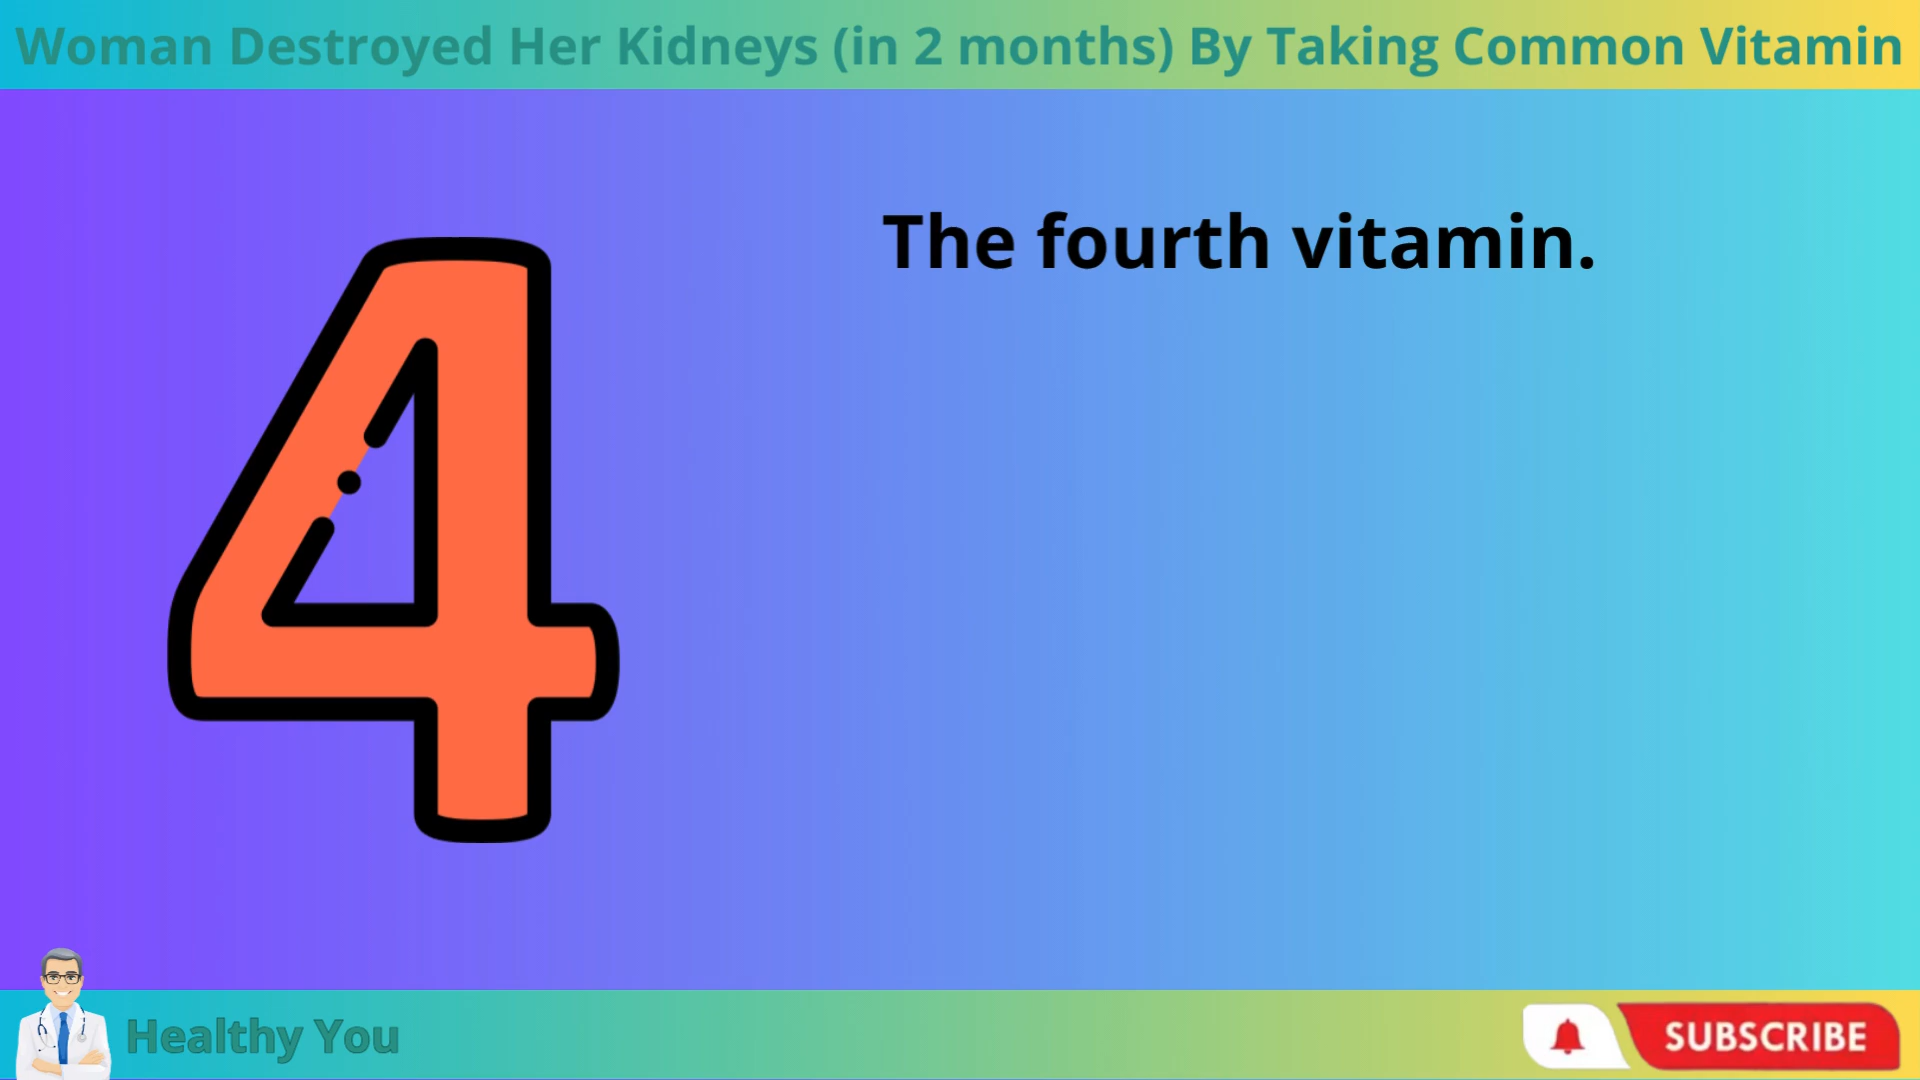 Woman Destroyed Her Kidneys (in 2 months) By Taking Common Vitamin
The fourth vitamin.
4
Healthy You
SUBSCRIBE